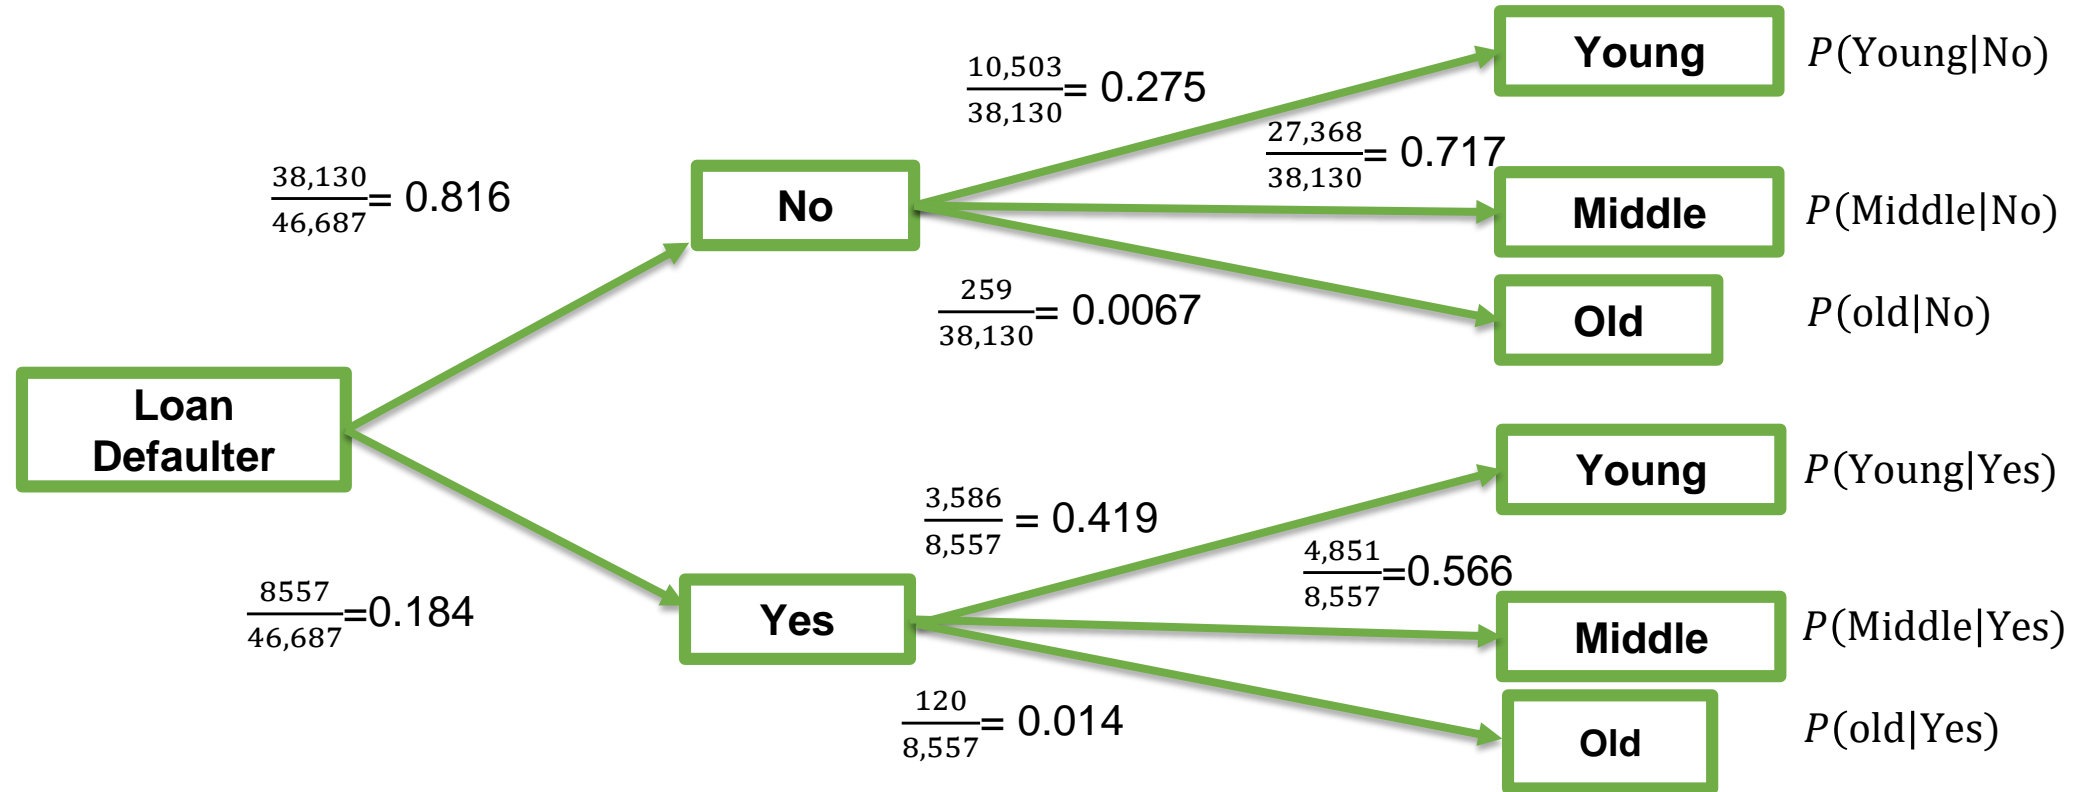 Young
P(Young|No)
10,503
38,130
= 0.275
27,368
38,130
= 0.717
38,130
46,687
= 0.816
No
Middle
P(Middle|No)
259
38,130
= 0.0067
Old
P(old|No)
Loan
Defaulter
Young
P(Young|Yes)
3,586
8,557
= 0.419
4,851
8,557
=0.566
8557
46,687
=0.184
Yes
Middle
P(Middle|Yes)
120
8,557
= 0.014
Old
P(old|Yes)